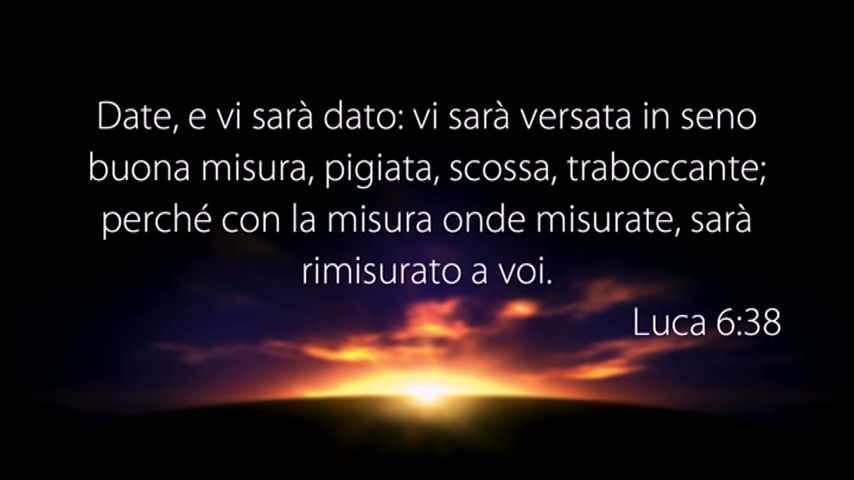 Date, e vi sarà dato: vi sarà versata in seno
buona misura, pigiata, scossa, traboccante;
perché con la misura onde misurate, sarà
rimisurato a voi.
Luca 6:38